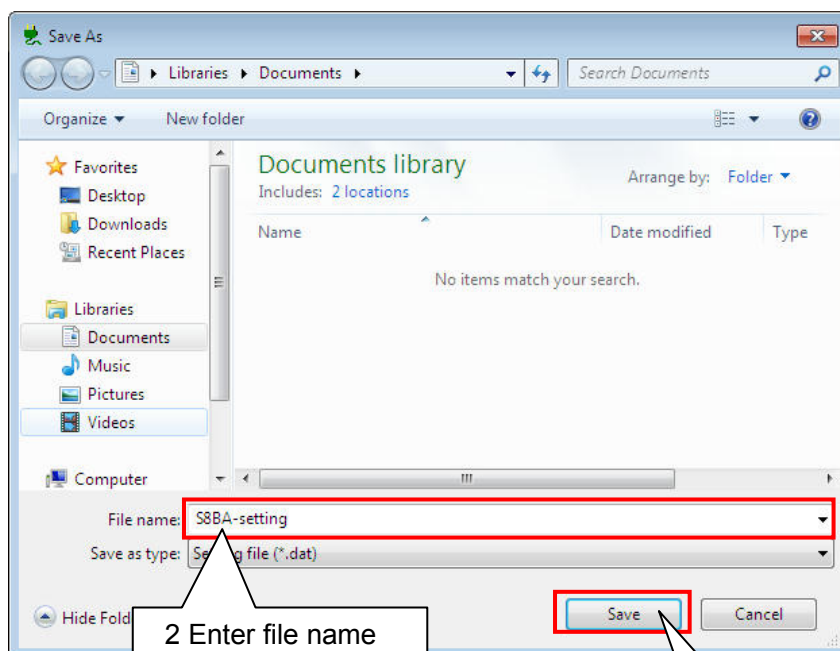 Save As
Libraries Documents
Search Documents
Organize New folder
Favorites
Desktop
Downloads
Recent Places
Libraries
Documents
Music
Pictures
Videos
Computer
Documents library
Includes: 2 locations
Arrange by: Folder
Name Date modified Type
No items match your search.
File name: S8BA-setting
Save as type: file (*.dat)
Hide
Save Cancel
2 Enter file name